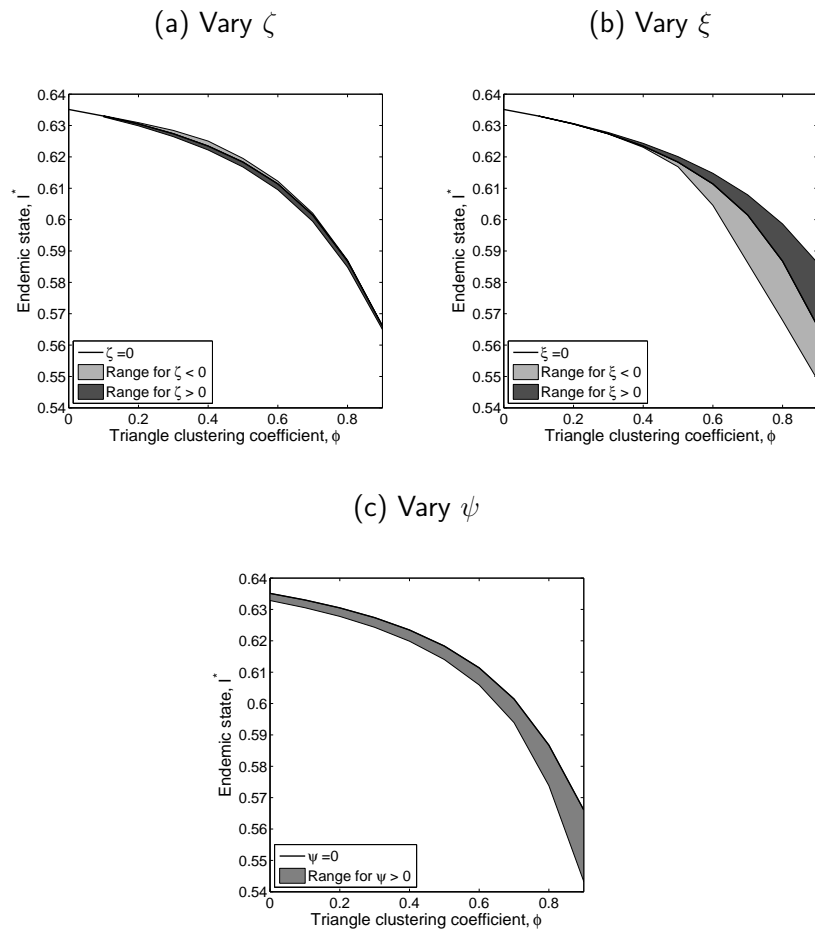 (a) Vary ζ
0.64
0.63
0.62
0.61
0.6
0.59
0.58
0.57
0.56
0.55
0.54
Endemic state, I*
ζ =0
Range for ζ < 0
Range for ζ > 0
0
0.2
0.4
0.6
0.8
Triangle clustering coefficient, ϕ
(b) Vary ξ
0.64
0.63
0.62
0.61
0.6
0.59
0.58
0.57
0.56
0.55
0.54
Endemic state, I*
ξ =0
Range for ξ < 0
Range for ξ > 0
0
0.2
0.4
0.6
0.8
Triangle clustering coefficient, ϕ
(c) Vary ψ
0.64
0.63
0.62
0.61
0.6
0.59
0.58
0.57
0.56
0.55
0.54
Endemic state, I*
ψ =0
Range for ψ > 0
0
0.2
0.4
0.6
0.8
Triangle clustering coefficient, ϕ